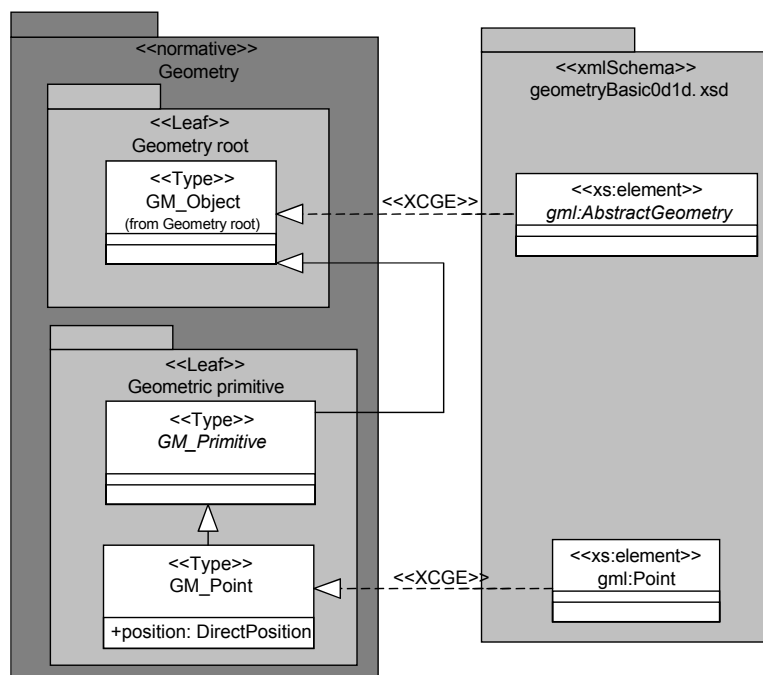 <<normative>>
Geometry
<<Leaf>>
Geometry root
<<Type>>
GM_Object
(from Geometry root)
<<Leaf>>
Geometric primitive
<<Type>>
GM_Primitive
<<Type>>
GM_Point
+position: DirectPosition
<<XCGE>>
<<XCGE>>
<<xmlSchema>>
geometryBasic0d1d. xsd
<<xs:element>>
gml:AbstractGeometry
<<xs:element>>
gml:Point